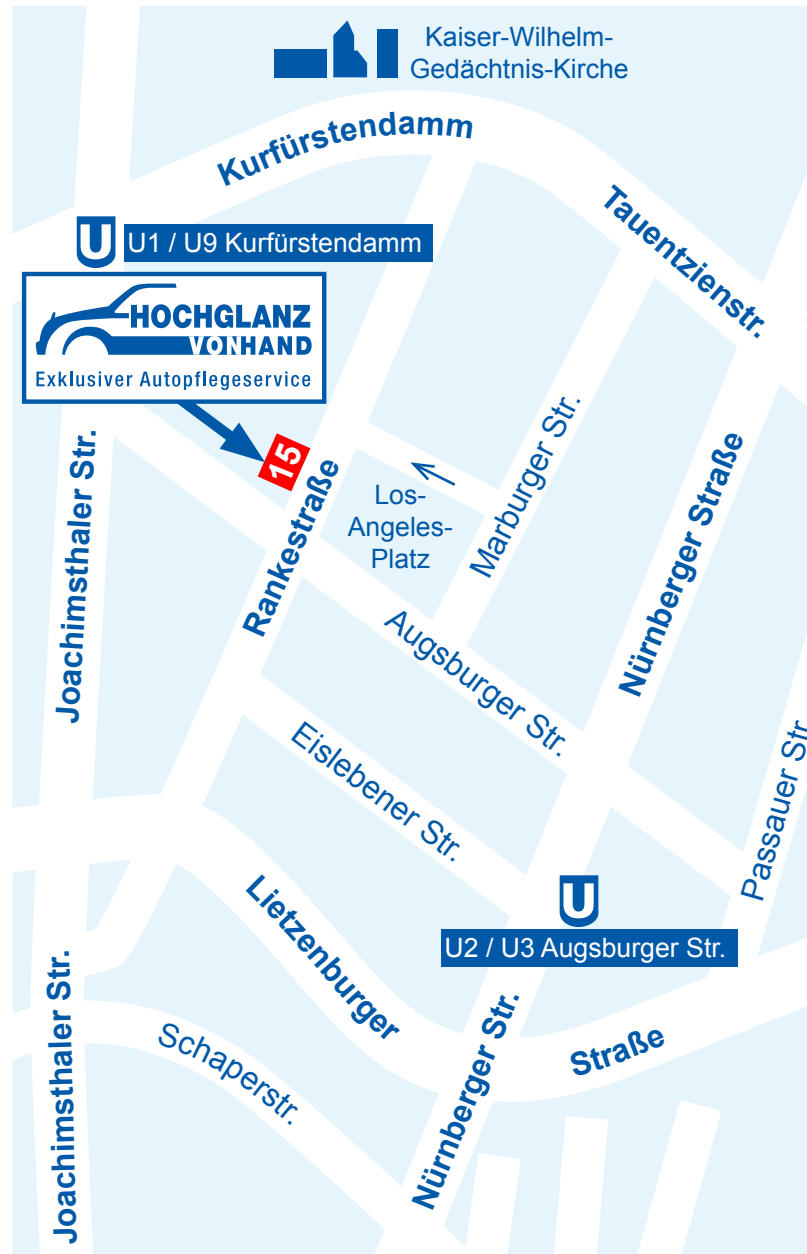 Kaiser-Wilhelm-
Gedächtnis-Kirche
Kurfürstendamm
Tauentzienstr.
U
U1 / U9 Kurfürstendamm
HOCHGLANZ
VONHAND
Exklusiver Autopflegeservice
15
Joachimsthaler Str.
Rankestraße
Los-
Angeles-
Platz
Marburger Str.
Nürnberger Straße
Augsburger Str.
Eislebener Str.
Passauer Str.
U
U2 / U3 Augsburger Str.
Lietzenburger
Straße
Joachimsthaler Str.
Schaperstr.
Nürnberger Str.